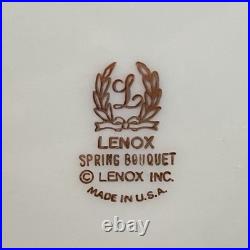 L
LENOX
SPRING BOUQUET
© LENOX INC.
MADE IN U.S.A.